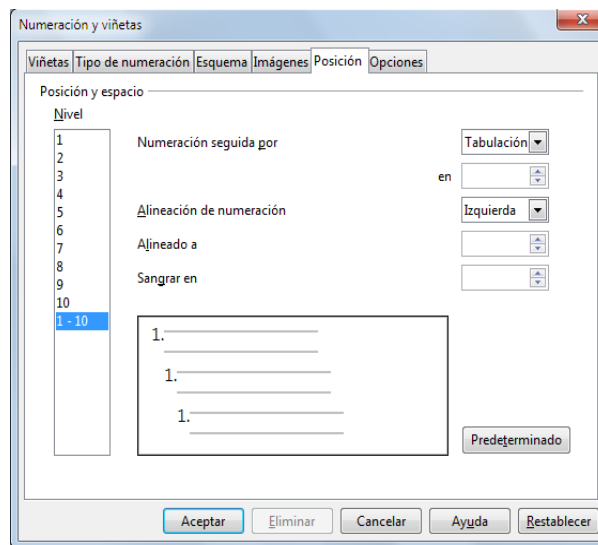 Numeración y viñetas
Viñetas Tipo de numeración Esquema Imágenes Posición Opciones
Posición y espacio
Nivel
1
2
3
4
5
6
7
8
9
10
1 - 10
Numeración seguida por Tabulación
en
Alineación de numeración Izquierda
Alineado a
Sangrar en
1.
1.
1.
Predeterminado
Aceptar Eliminar Cancelar Ayuda Restablecer